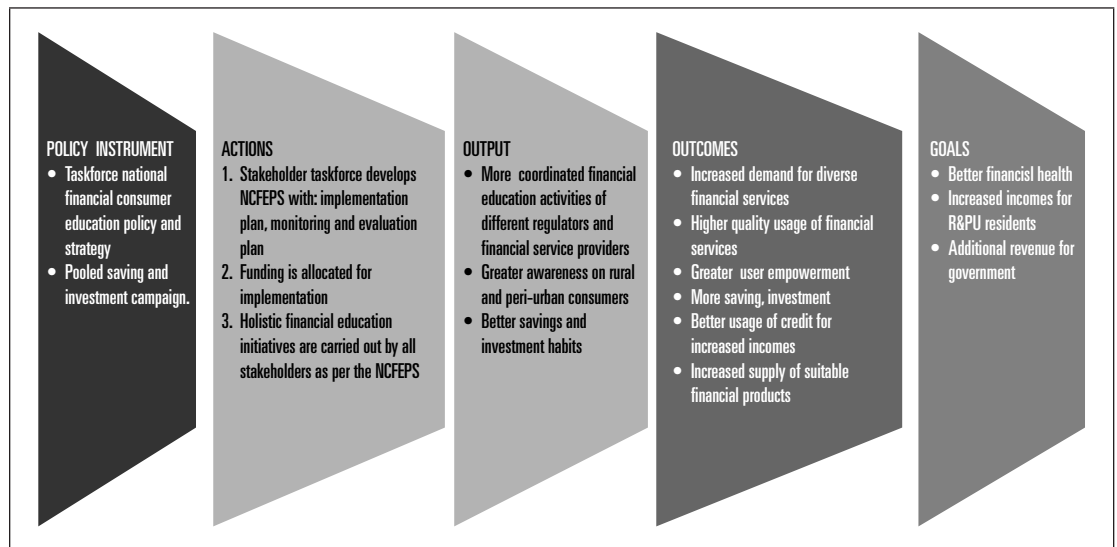 POLICY INSTRUMENT
• Taskforce national
financial consumer
education policy and
strategy
• Pooled saving and
investment campaign.
ACTIONS
1. Stakeholder taskforce develops
NCFEPS with: implementation
plan, monitoring and evaluation
plan
2. Funding is allocated for
implementation
3. Holistic financial education
initiatives are carried out by all
stakeholders as per the NCFEPS
OUTPUT
• More coordinated financial
education activities of
different regulators and
financial service providers
• Greater awareness on rural
and peri-urban consumers
• Better savings and
investment habits
OUTCOMES
• Increased demand for diverse
financial services
• Higher quality usage of financial
services
• Greater user empowerment
• More saving, investment
• Better usage of credit for
increased incomes
• Increased supply of suitable
financial products
GOALS
• Better financisl health
• Increased incomes for
R&PU residents
• Additional revenue for
government